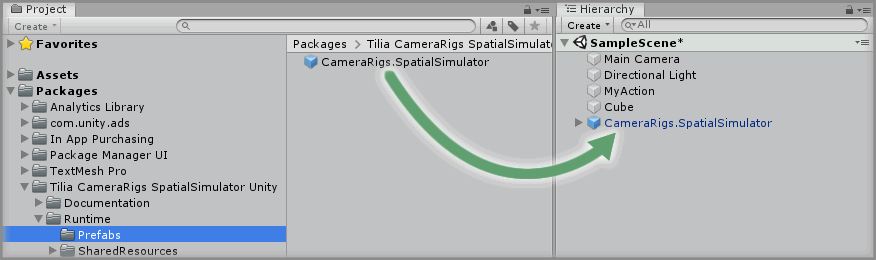 Project
Create
Favorites
Assets
Packages
Analytics Library
com.unity.ads
In App Purchasing
Package Manager UI
TextMesh Pro
Tilia CameraRigs SpatialSimulator Unity
Documentation
Runtime
Prefabs
SharedResources
Packages > Tilia CameraRigs SpatialSimulato
CameraRigs.SpatialSimulator
Hierarchy
Create All
SampleScene*
Main Camera
Directional Light
MyAction
Cube
CameraRigs.SpatialSimulator